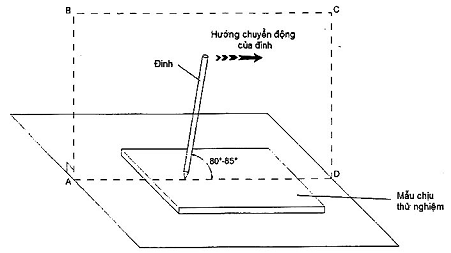 B
C
Hướng chuyển động
của đinh
Đinh
80°-85°
A
D
Mẫu chịu
thử nghiệm